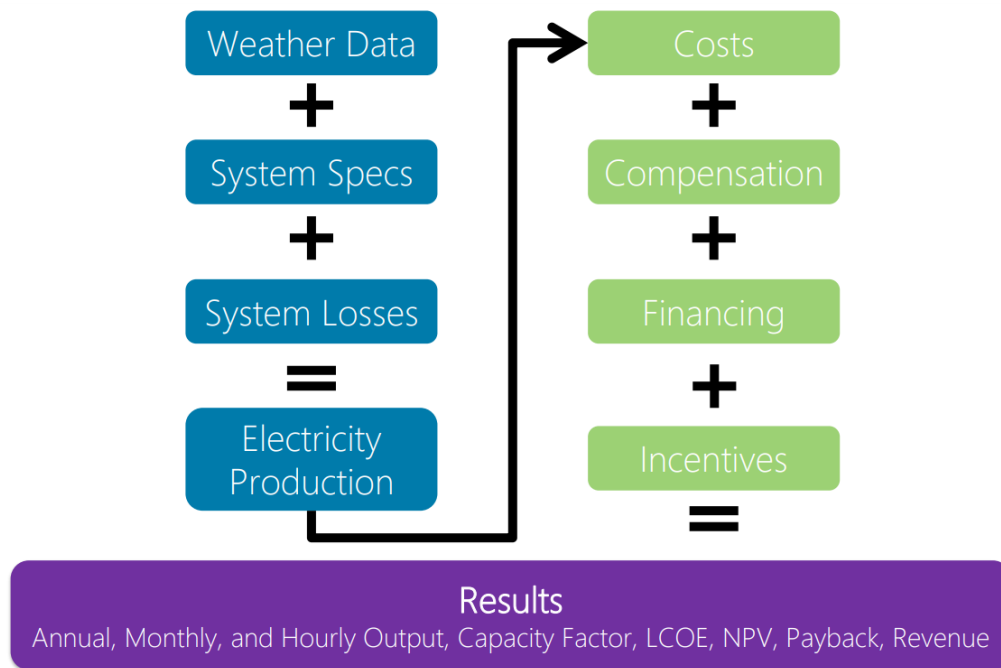 Weather Data
+
System Specs
+
System Losses
=
Electricity
Production
Costs
+
Compensation
+
Financing
+
Incentives
=
Results
Annual, Monthly, and Hourly Output, Capacity Factor, LCOE, NPV, Payback, Revenue